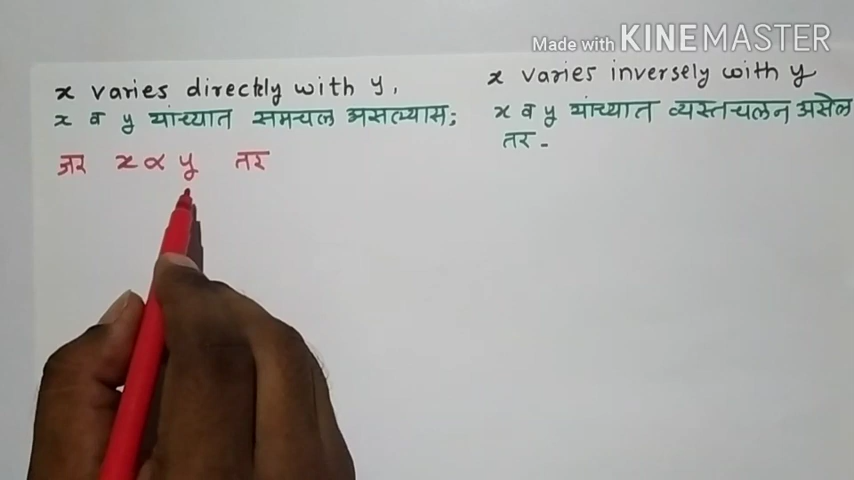 Made with KINEMASTER
x varies directly with y,
x व y यांच्यात समचल असल्यास;
जर x ∝ y तर
x varies inversely with y
x व y यांच्यात व्यस्तचलन असेल
तर -